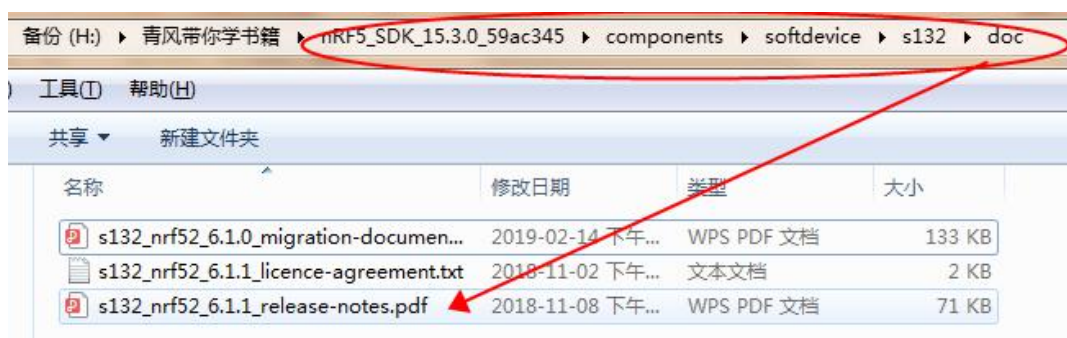 备份 (H:) ▸ 青风带你学书籍 ▸ nRF5_SDK_15.3.0_59ac345 ▸ components ▸ softdevice ▸ s132 ▸ doc
) 工具(T) 帮助(H)
共享 ▾ 新建文件夹
名称 修改日期 类型 大小
s132_nrf52_6.1.0_migration-documen... 2019-02-14 下午... WPS PDF 文档 133 KB
s132_nrf52_6.1.1_licence-agreement.txt 2018-11-02 下午... 文本文档 2 KB
s132_nrf52_6.1.1_release-notes.pdf 2018-11-08 下午... WPS PDF 文档 71 KB